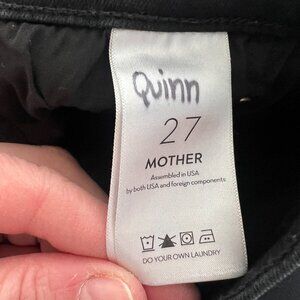 Quinn
27
MOTHER
Assembled in USA
by both USA and foreign components
DO YOUR OWN LAUNDRY